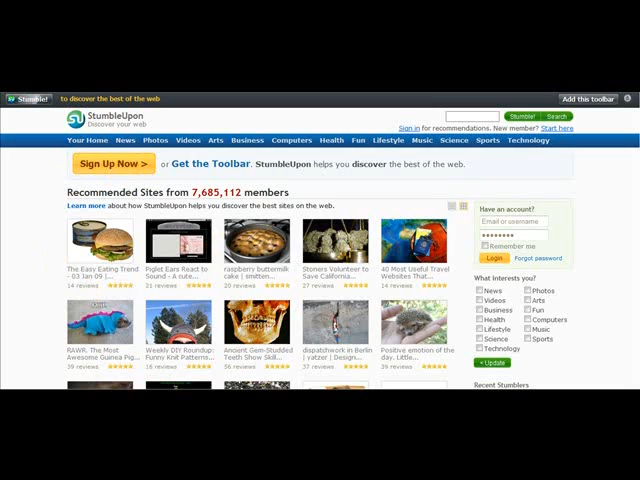 Stumble! to discover the best of the web Add this toolbar
StumbleUpon
Discover your web
Stumble! Search
Sign in for recommendations. New member? Start here
Your Home News Photos Videos Arts Business Computers Health Fun Lifestyle Music Science Sports Technology
Sign Up Now > or Get the Toolbar. StumbleUpon helps you discover the best of the web.
Recommended Sites from 7,685,112 members
Learn more about how StumbleUpon helps you discover the best sites on the web.
The Easy Eating Trend
- 03 Jan 09 |...
14 reviews
Piglet Ears React to
Sound - A cute...
21 reviews
raspberry buttermilk
cake | smitten...
20 reviews
Stoners Volunteer to
Save California...
27 reviews
40 Most Useful Travel
Websites That...
14 reviews
RAWR. The Most
Awesome Guinea Pig...
39 reviews
Weekly DIY Roundup:
Funny Knit Patterns...
16 reviews
Ancient Gem-Studded
Teeth Show Skill...
56 reviews
dispatchwork in Berlin
| yatzer | Design...
37 reviews
Positive emotion of the
day. Little...
39 reviews
Have an account?
Email or username
Remember me
Login Forgot password
What Interests you?
News Photos
Videos Arts
Business Fun
Health Computers
Lifestyle Music
Science Sports
Technology
< Update
Recent Stumblers